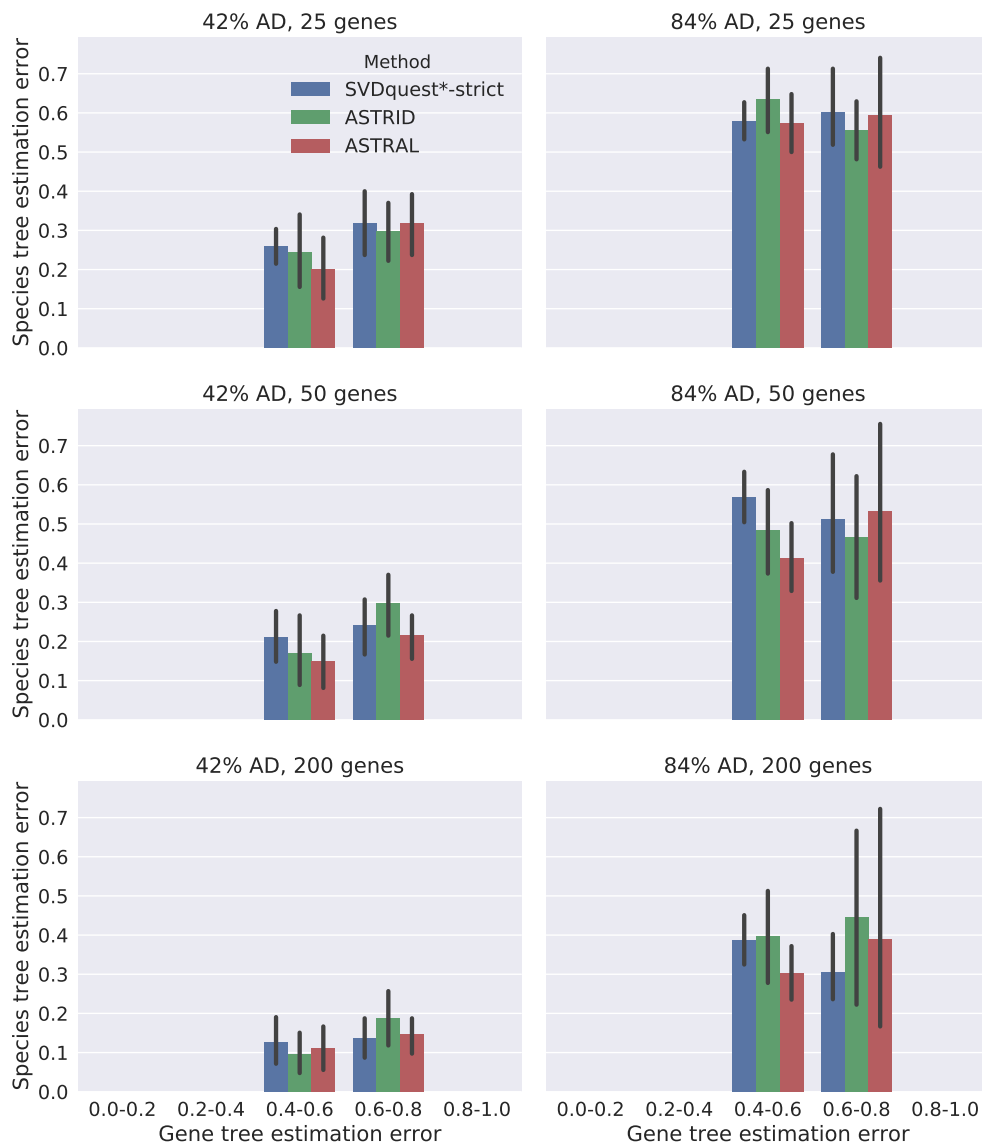 42% AD, 25 genes
84% AD, 25 genes
Species tree estimation error
0.7
0.6
0.5
0.4
0.3
0.2
0.1
0.0
Method
SVDquest*-strict
ASTRID
ASTRAL
42% AD, 50 genes
84% AD, 50 genes
Species tree estimation error
0.7
0.6
0.5
0.4
0.3
0.2
0.1
0.0
42% AD, 200 genes
84% AD, 200 genes
Species tree estimation error
0.7
0.6
0.5
0.4
0.3
0.2
0.1
0.0
0.0-0.2 0.2-0.4 0.4-0.6 0.6-0.8 0.8-1.0
0.0-0.2 0.2-0.4 0.4-0.6 0.6-0.8 0.8-1.0
Gene tree estimation error
Gene tree estimation error